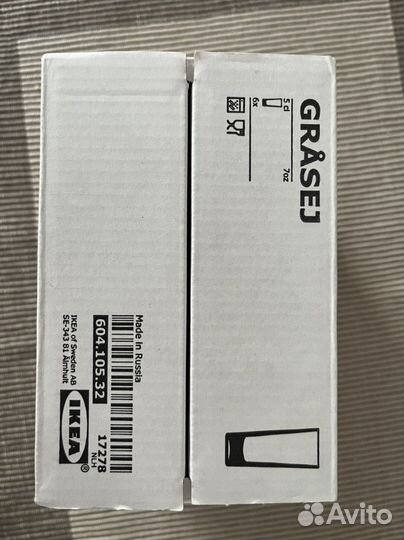 GRÅSEJ
5 cl
7oz
6x
Made in Russia
604.105.32
17278
NLH
IKEA of Sweden AB
SE-343 81 Älmhult
IKEA
®
Avito